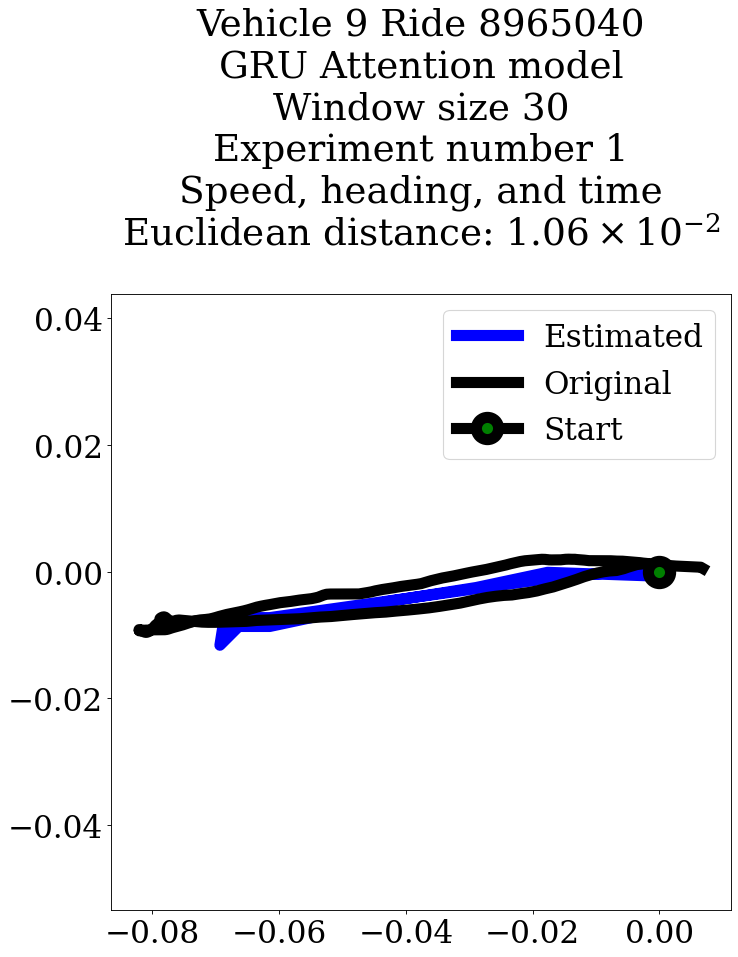 Vehicle 9 Ride 8965040
GRU Attention model
Window size 30
Experiment number 1
Speed, heading, and time
Euclidean distance: 1.06 × 10⁻²
0.04
0.02
0.00
−0.02
−0.04
Estimated
Original
Start
−0.08 −0.06 −0.04 −0.02 0.00